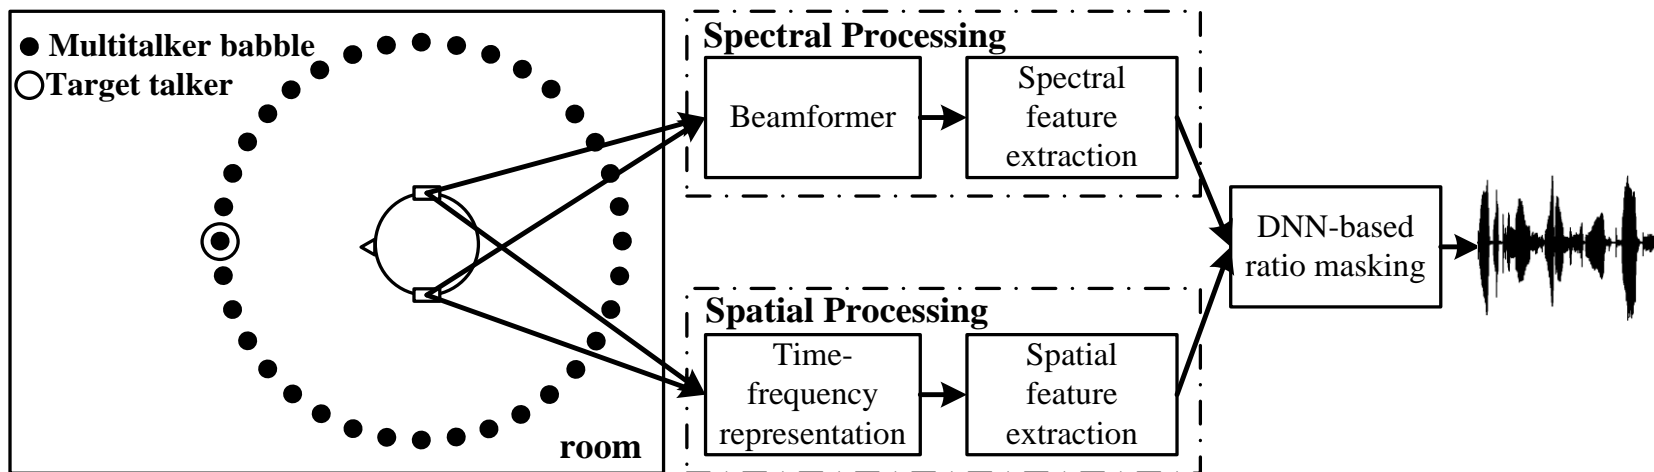 Multitalker babble
Target talker
room
Spectral Processing
Beamformer
Spectral
feature
extraction
Spatial Processing
Time-
frequency
representation
Spatial
feature
extraction
DNN-based
ratio masking